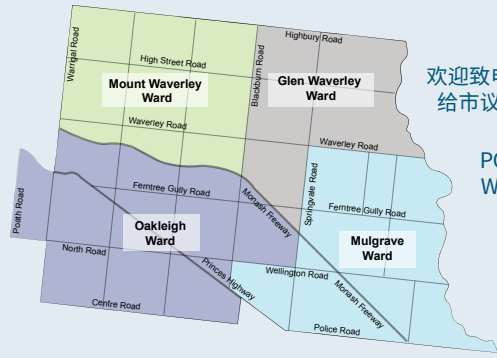 Warrigal Road
High Street Road
Mount Waverley
Ward
Waverley Road
Blackburn Road
Highbury Road
Glen Waverley
Ward
Waverley Road
Springvale Road
Ferntree Gully Road
Mulgrave
Ward
Ferntree Gully Road
Monash Freeway
Oakleigh
Ward
Poath Road
North Road
Princes Highway
Centre Road
Wellington Road
Monash Freeway
Police Road
欢迎致
给市议